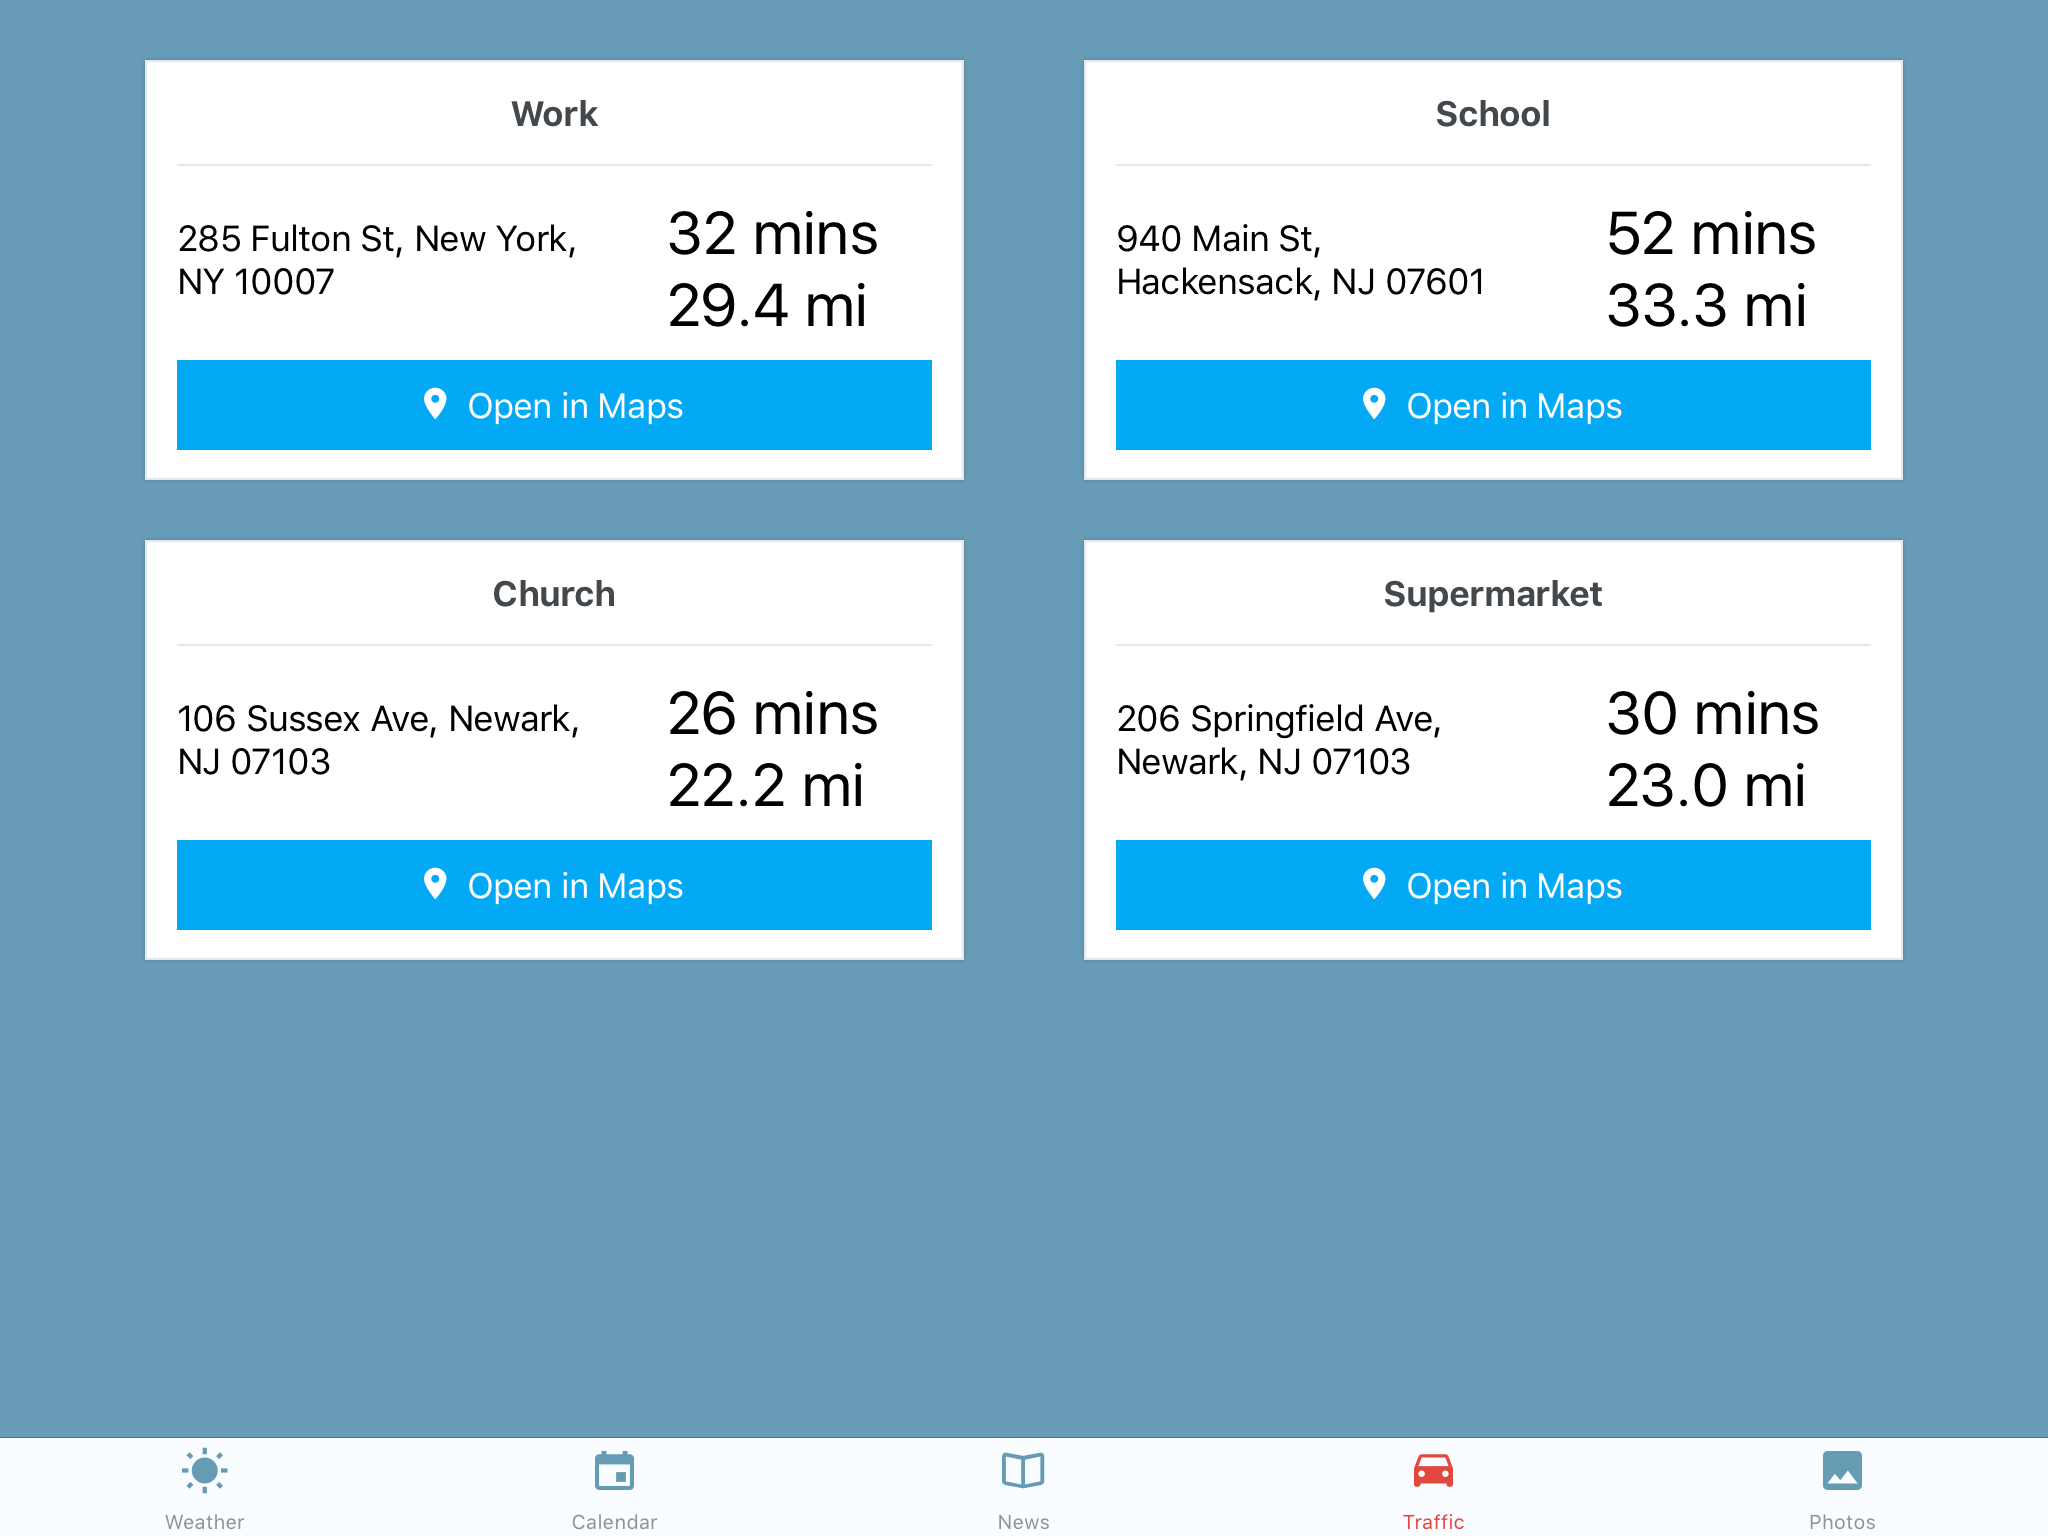 Work
285 Fulton St, New York,
NY 10007
32 mins
29.4 mi
Open in Maps
School
940 Main St,
Hackensack, NJ 07601
52 mins
33.3 mi
Open in Maps
Church
106 Sussex Ave, Newark,
NJ 07103
26 mins
22.2 mi
Open in Maps
Supermarket
206 Springfield Ave,
Newark, NJ 07103
30 mins
23.0 mi
Open in Maps
Weather
Calendar
News
Traffic
Photos